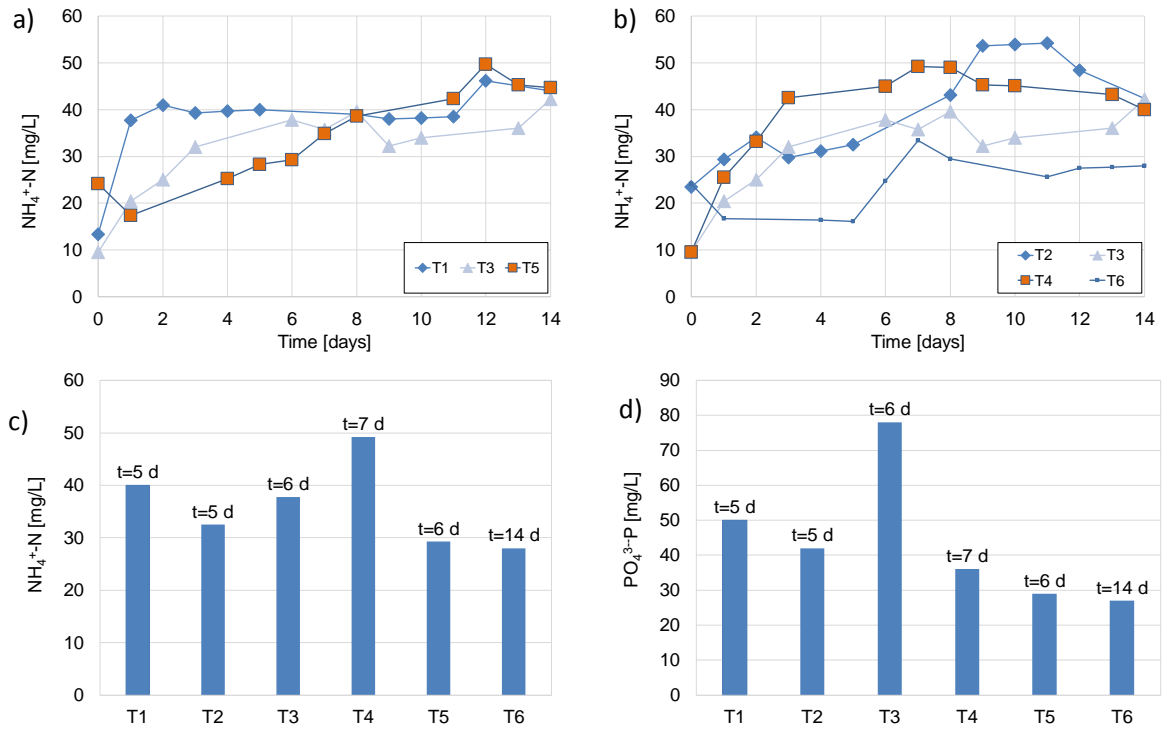 a)
NH₄⁺-N [mg/L]
60
50
40
30
20
10
0
0 2 4 6 8 10 12 14
Time [days]
T1 T3 T5
b)
NH₄⁺-N [mg/L]
60
50
40
30
20
10
0
0 2 4 6 8 10 12 14
Time [days]
T2 T3
T4 T6
c)
NH₄⁺-N [mg/L]
60
50
40
30
20
10
0
t=5 d
t=5 d
t=6 d
t=7 d
t=6 d
t=14 d
T1 T2 T3 T4 T5 T6
d)
PO₄³⁻-P [mg/L]
90
80
70
60
50
40
30
20
10
0
t=5 d
t=5 d
t=6 d
t=7 d
t=6 d
t=14 d
T1 T2 T3 T4 T5 T6